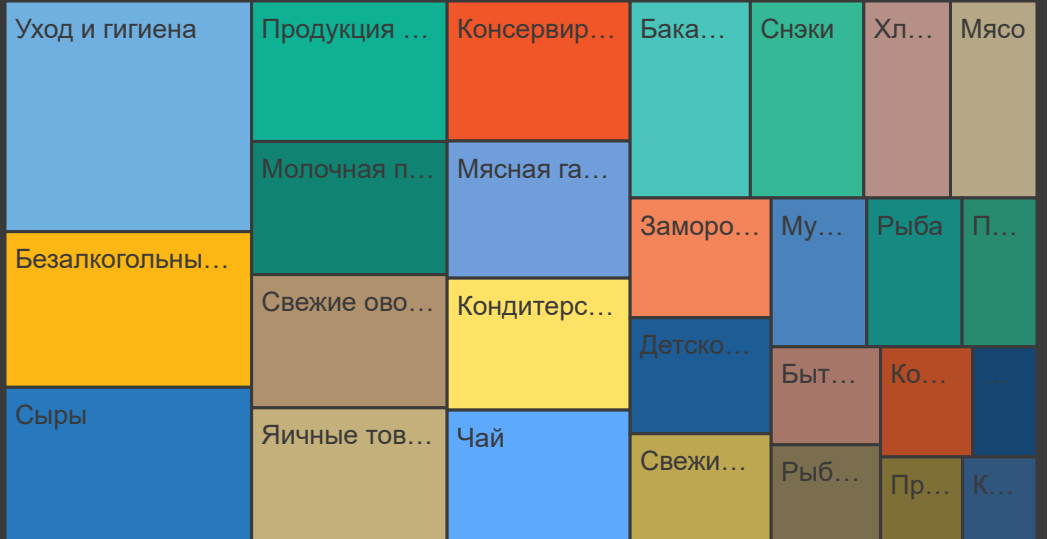 Уход и гигиена
Безалкогольны…
Сыры
Продукция …
Молочная п…
Свежие ово…
Яичные тов…
Консервир…
Мясная га…
Кондитерс…
Чай
Бака…
Снэки
Хл…
Мясо
Заморо…
Детско…
Свежи…
Му…
Рыба
П…
Быт…
Рыб…
Ко…
…
Пр…
К…